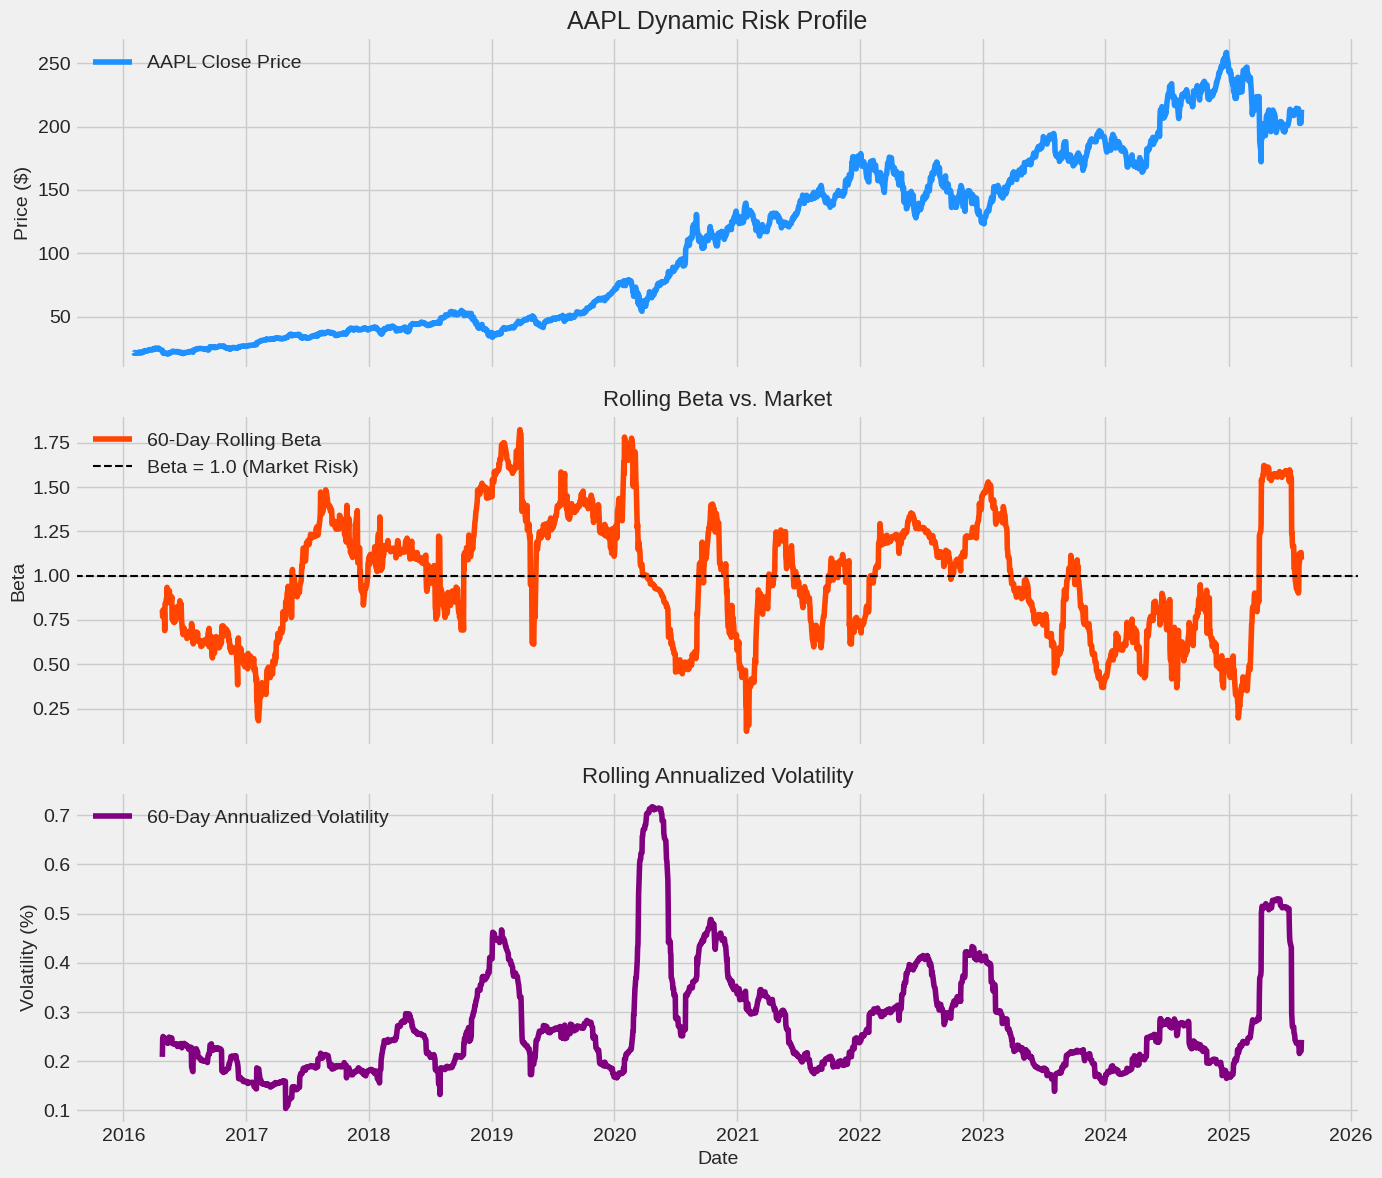 AAPL Dynamic Risk Profile
AAPL Close Price
250
200
150
100
50
Price ($)
Rolling Beta vs. Market
60-Day Rolling Beta
Beta = 1.0 (Market Risk)
1.75
1.50
1.25
1.00
0.75
0.50
0.25
Beta
Rolling Annualized Volatility
60-Day Annualized Volatility
0.7
0.6
0.5
0.4
0.3
0.2
0.1
Volatility (%)
2016 2017 2018 2019 2020 2021 2022 2023 2024 2025 2026
Date